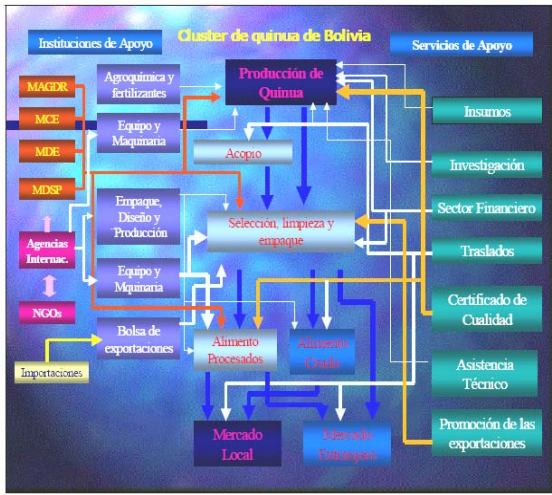 Cluster de quinua de Bolivia
Instituciones de Apoyo
Servicios de Apoyo
MAGDR
MCE
MDE
MDSP
Agencias
Internac.
NGOs
Importaciones
Agroquímica y
fertilizantes
Equipo y
Maquinaria
Empaque,
Diseño y
Producción
Equipo y
Mquinaria
Bolsa de
exportaciones
Producción de
Quinua
Acopio
Selección, limpieza y
empaque
Alimento
Procesados
Alimento
Crudo
Mercado
Local
Mercado
Extranjero
Insumos
Investigación
Sector Financiero
Traslados
Certificado de
Cualidad
Asistencia
Técnico
Promoción de las
exportaciones